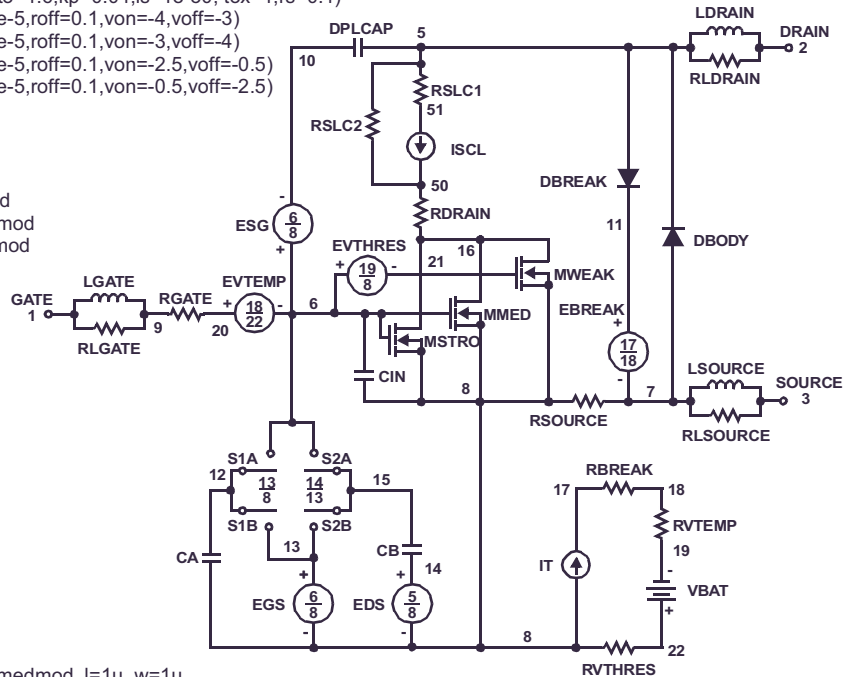 e-5,roff=0.1,von=-4,voff=-3)
e-5,roff=0.1,von=-3,voff=-4)
e-5,roff=0.1,von=-2.5,voff=-0.5)
e-5,roff=0.1,von=-0.5,voff=-2.5)
d
mod
mod
DPLCAP
5
10
LDRAIN
DRAIN
2
RLDRAIN
RSLC1
51
RSLC2
ISCL
50
DBREAK
RDRAIN
-
ESG
6
8
+
11
DBODY
EVTHRES
+
19
8
-
21
16
MWEAK
LGATE
GATE
1
RLGATE
9
RGATE
20
EVTEMP
+
18
22
-
6
MMED
MSTRO
EBREAK
+
17
18
-
CIN
8
RSOURCE
7
LSOURCE
SOURCE
3
RLSOURCE
S1A
S2A
12
13
8
14
13
15
S1B
S2B
13
CA
CB
14
+
EGS
6
8
-
+
EDS
5
8
-
RBREAK
17
18
RVTEMP
19
IT
-
VBAT
+
8
22
RVTHRES
medmod l=1u w=1u